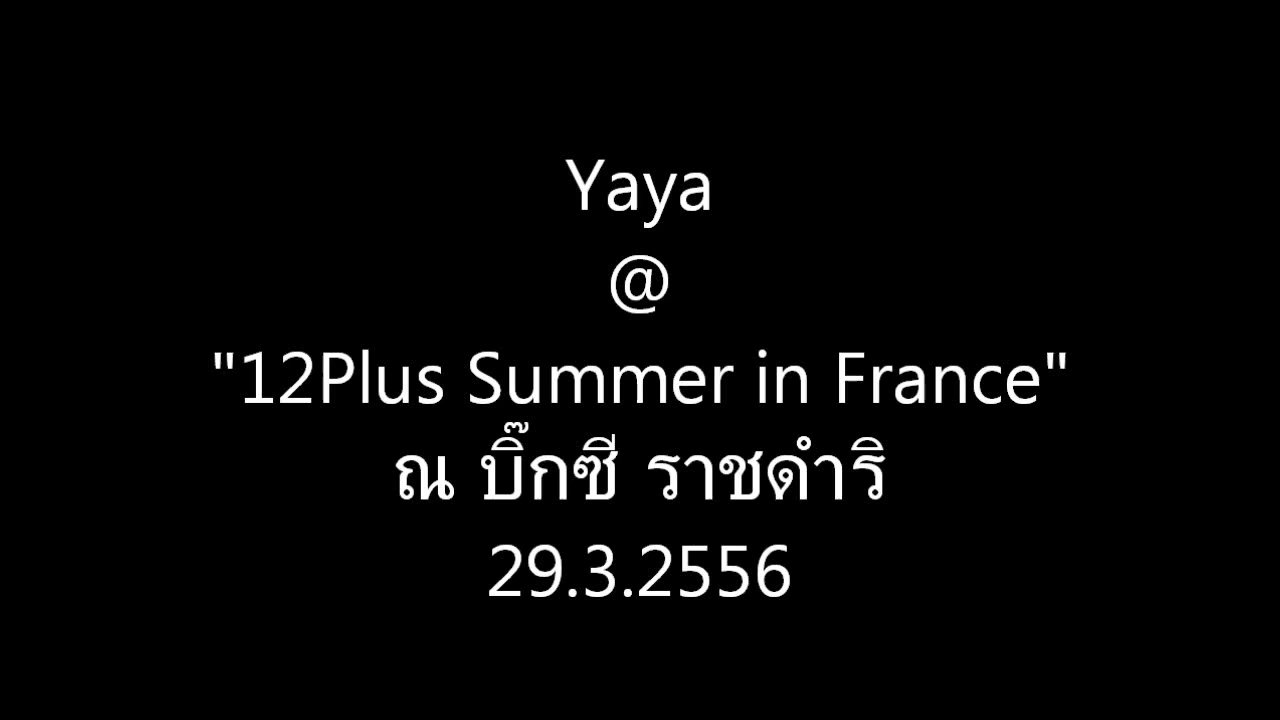 Yaya
@
"12Plus Summer in France"
ณ บิ๊กซี ราชดำริ
29.3.2556